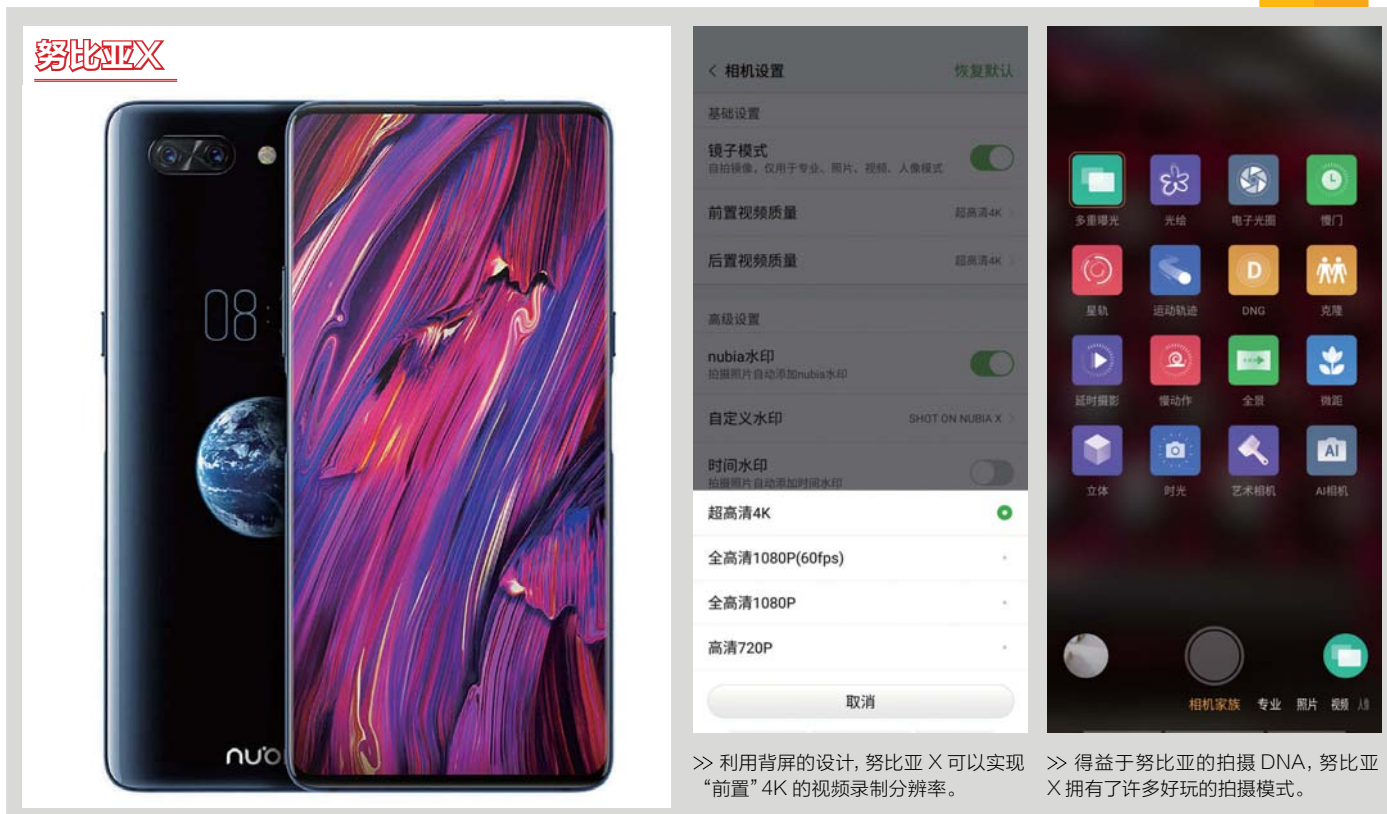 努比亚X
08:
nubi
< 相机设置 恢复默认
基础设置
镜子模式
自拍镜像，仅用于专业、照片、视频、人像模式
前置视频质量 超高清4K
后置视频质量 超高清4K
高级设置
nubia水印
拍摄照片自动添加nubia水印
自定义水印 SHOT ON NUBIA X
时间水印
拍摄照片自动添加时间水印
超高清4K
全高清1080P(60fps)
全高清1080P
高清720P
取消
多重曝光 光绘 电子光圈 慢门
星轨 运动轨迹 DNG 克隆
延时摄影 慢动作 全景 微距
立体 时光 艺术相机 AI相机
相机家族 专业 照片 视频
>> 利用背屏的设计, 努比亚 X 可以实现
“前置” 4K 的视频录制分辨率。
>> 得益于努比亚的拍摄 DNA, 努比亚
X 拥有了许多好玩的拍摄模式。